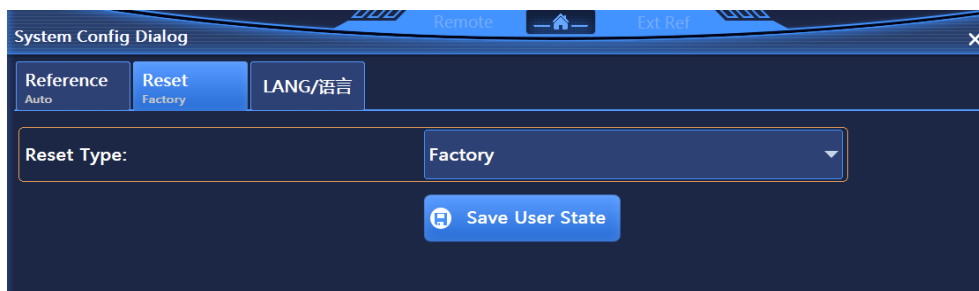 Remote Ext Ref
System Config Dialog
Reference Reset LANG/语言
Auto Factory
Reset Type: Factory
Save User State